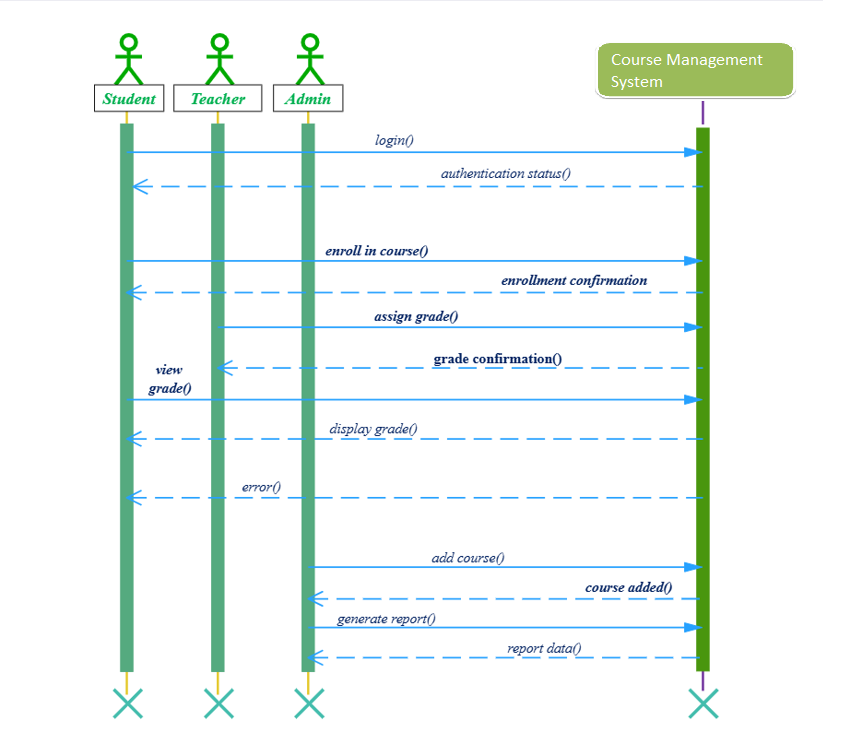 Course Management
System
Student
Teacher
Admin
login()
authentication status()
enroll in course()
enrollment confirmation
assign grade()
grade confirmation()
view
grade()
display grade()
error()
add course()
course added()
generate report()
report data()